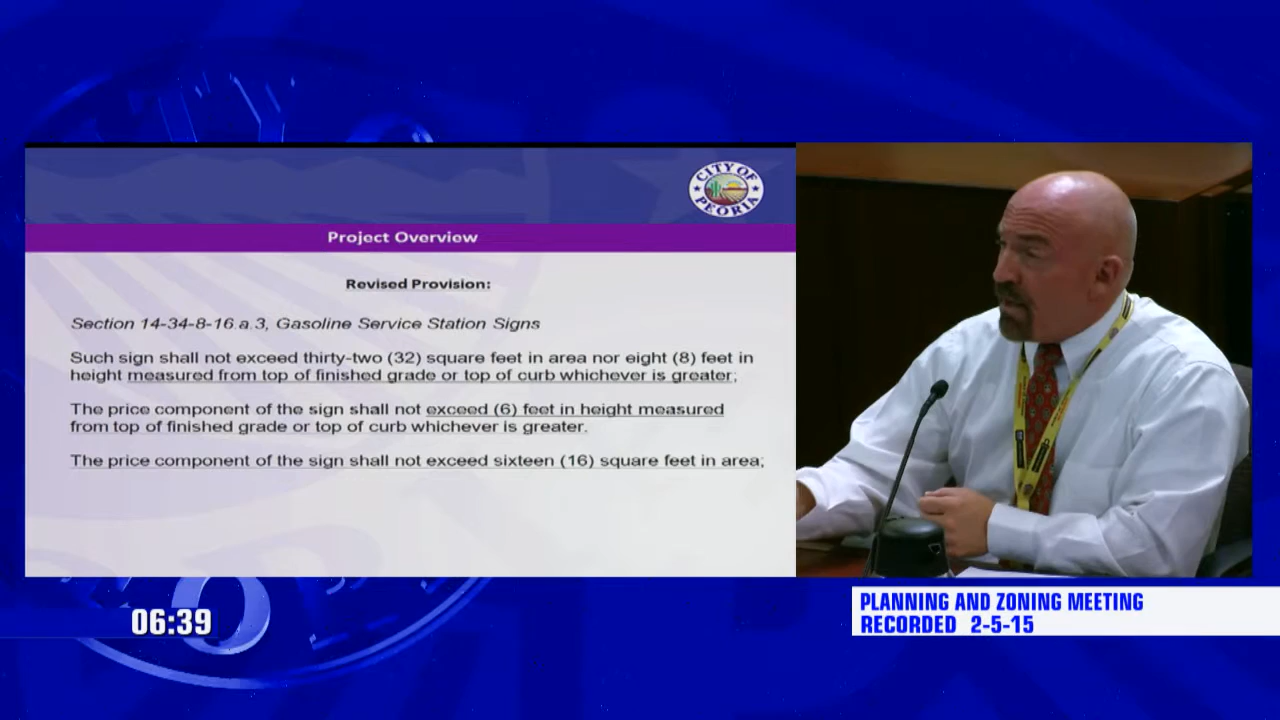 CITY OF
PEORIA
Project Overview
Revised Provision:
Section 14-34-8-16.a.3, Gasoline Service Station Signs
Such sign shall not exceed thirty-two (32) square feet in area nor eight (8) feet in
height measured from top of finished grade or top of curb whichever is greater;
The price component of the sign shall not exceed (6) feet in height measured
from top of finished grade or top of curb whichever is greater.
The price component of the sign shall not exceed sixteen (16) square feet in area;
06:39
PLANNING AND ZONING MEETING
RECORDED 2-5-15